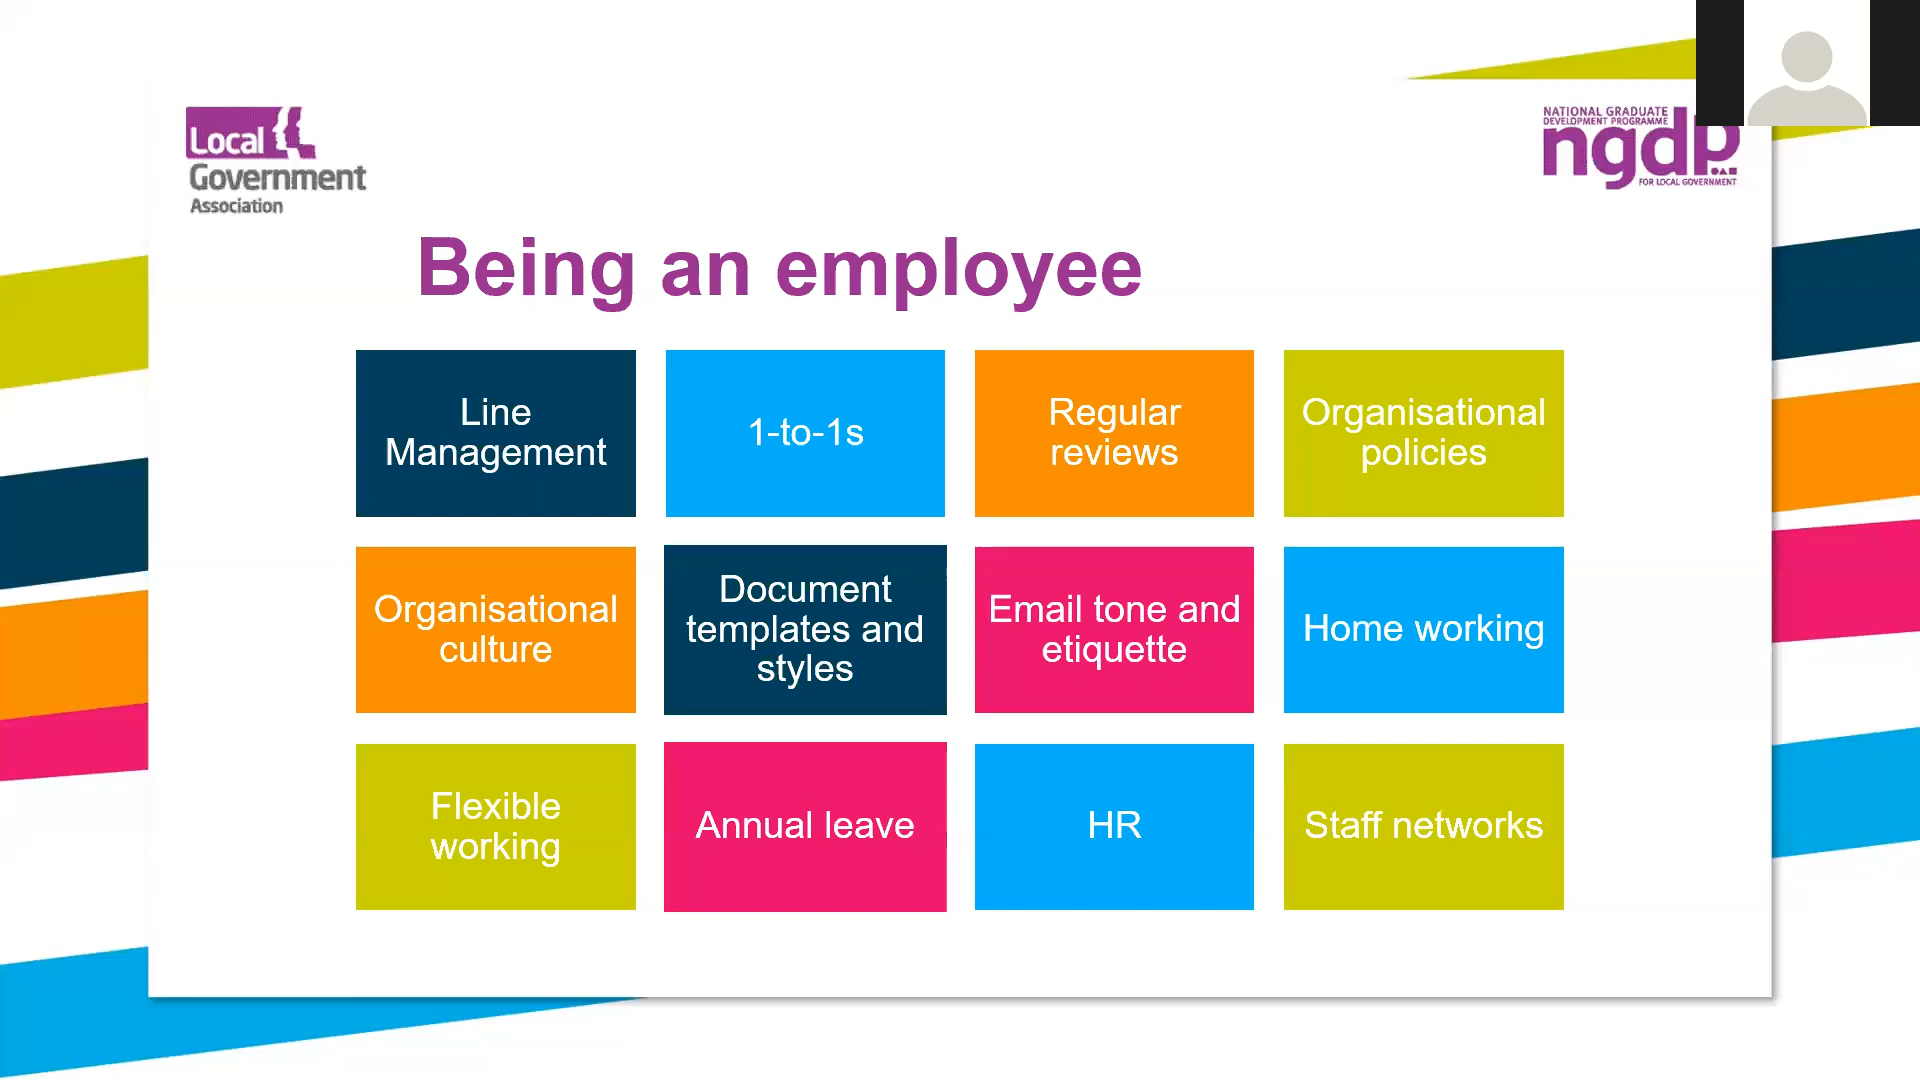 Local
Government
Association
NATIONAL GRADUATE
DEVELOPMENT PROGRAMME
ngdp
FOR LOCAL GOVERNMENT
Being an employee
Line
Management
1-to-1s
Regular
reviews
Organisational
policies
Organisational
culture
Document
templates and
styles
Email tone and
etiquette
Home working
Flexible
working
Annual leave
HR
Staff networks